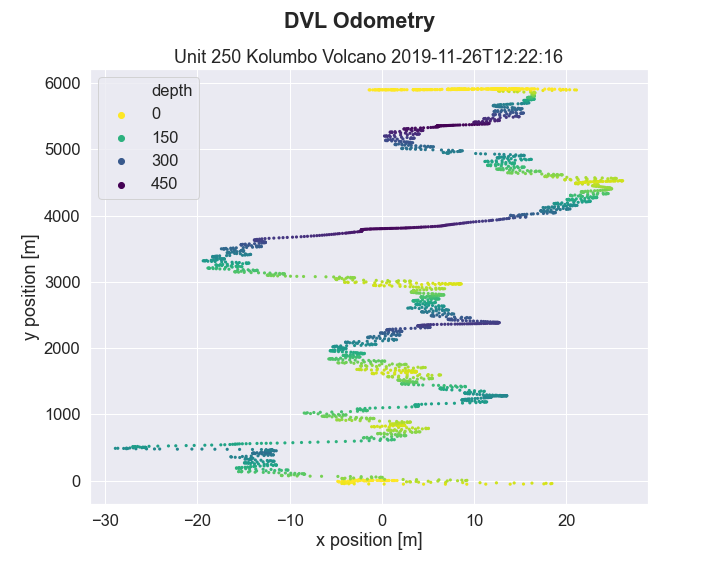 DVL Odometry
Unit 250 Kolumbo Volcano 2019-11-26T12:22:16
depth
0
150
300
450
6000
5000
4000
3000
2000
1000
0
y position [m]
−30 −20 −10 0 10 20
x position [m]